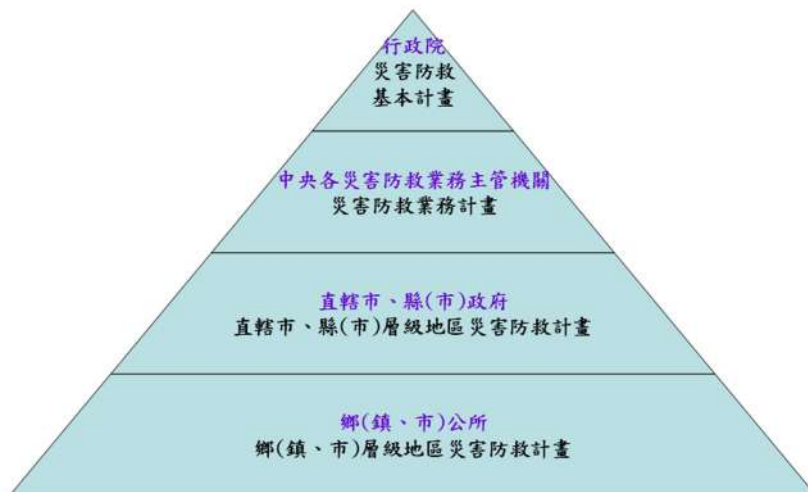 行政院
災害防救
基本計畫
中央各災害防救業務主管機關
災害防救業務計畫
直轄市、縣(市)政府
直轄市、縣(市)層級地區災害防救計畫
鄉(鎮、市)公所
鄉(鎮、市)層級地區災害防救計畫